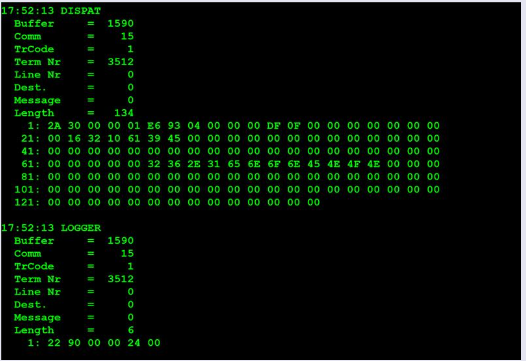 17:52:13 DISPAT
Buffer = 1590
Comm = 15
TrCode = 1
Term Nr = 3512
Line Nr = 0
Dest. = 0
Message = 0
Length = 134
1: 2A 30 00 00 01 E6 93 04 00 00 00 DF 0F 00 00 00 00 00 00 00
21: 00 16 32 10 61 39 45 00 00 00 00 00 00 00 00 00 00 00 00 00
41: 00 00 00 00 00 00 00 00 00 00 00 00 00 00 00 00 00 00 00 00
61: 00 00 00 00 00 32 36 2E 31 65 6E 6F 6E 45 4E 4F 4E 00 00 00
81: 00 00 00 00 00 00 00 00 00 00 00 00 00 00 00 00 00 00 00 00
101: 00 00 00 00 00 00 00 00 00 00 00 00 00 00 00 00 00 00 00 00
121: 00 00 00 00 00 00 00 00 00 00 00 00 00 00
17:52:13 LOGGER
Buffer = 1590
Comm = 15
TrCode = 1
Term Nr = 3512
Line Nr = 0
Dest. = 0
Message = 0
Length = 6
1: 22 90 00 00 24 00